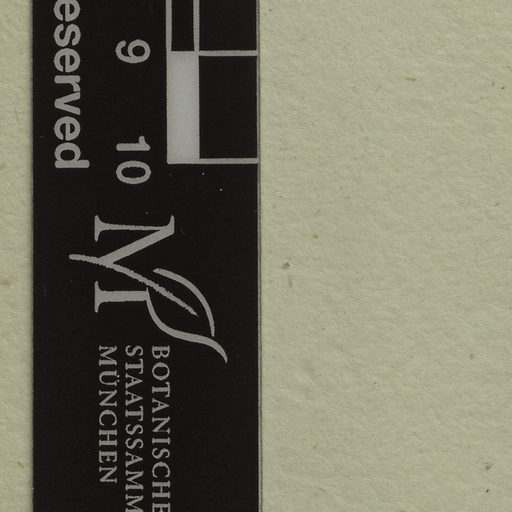 eserved
9 10
M
BOTANISCHE
STAATSSAMM
MÜNCHEN